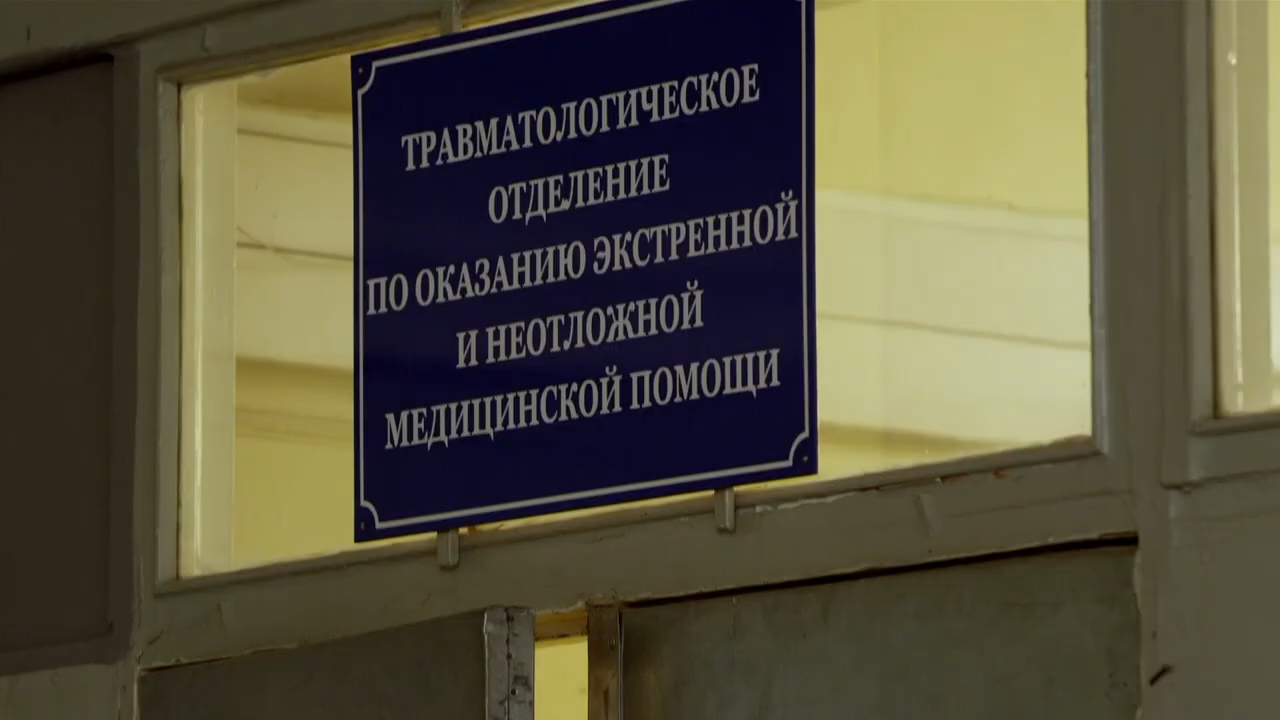 ТРАВМАТОЛОГИЧЕСКОЕ
ОТДЕЛЕНИЕ
ПО ОКАЗАНИЮ ЭКСТРЕННОЙ
И НЕОТЛОЖНОЙ
МЕДИЦИНСКОЙ ПОМОЩИ